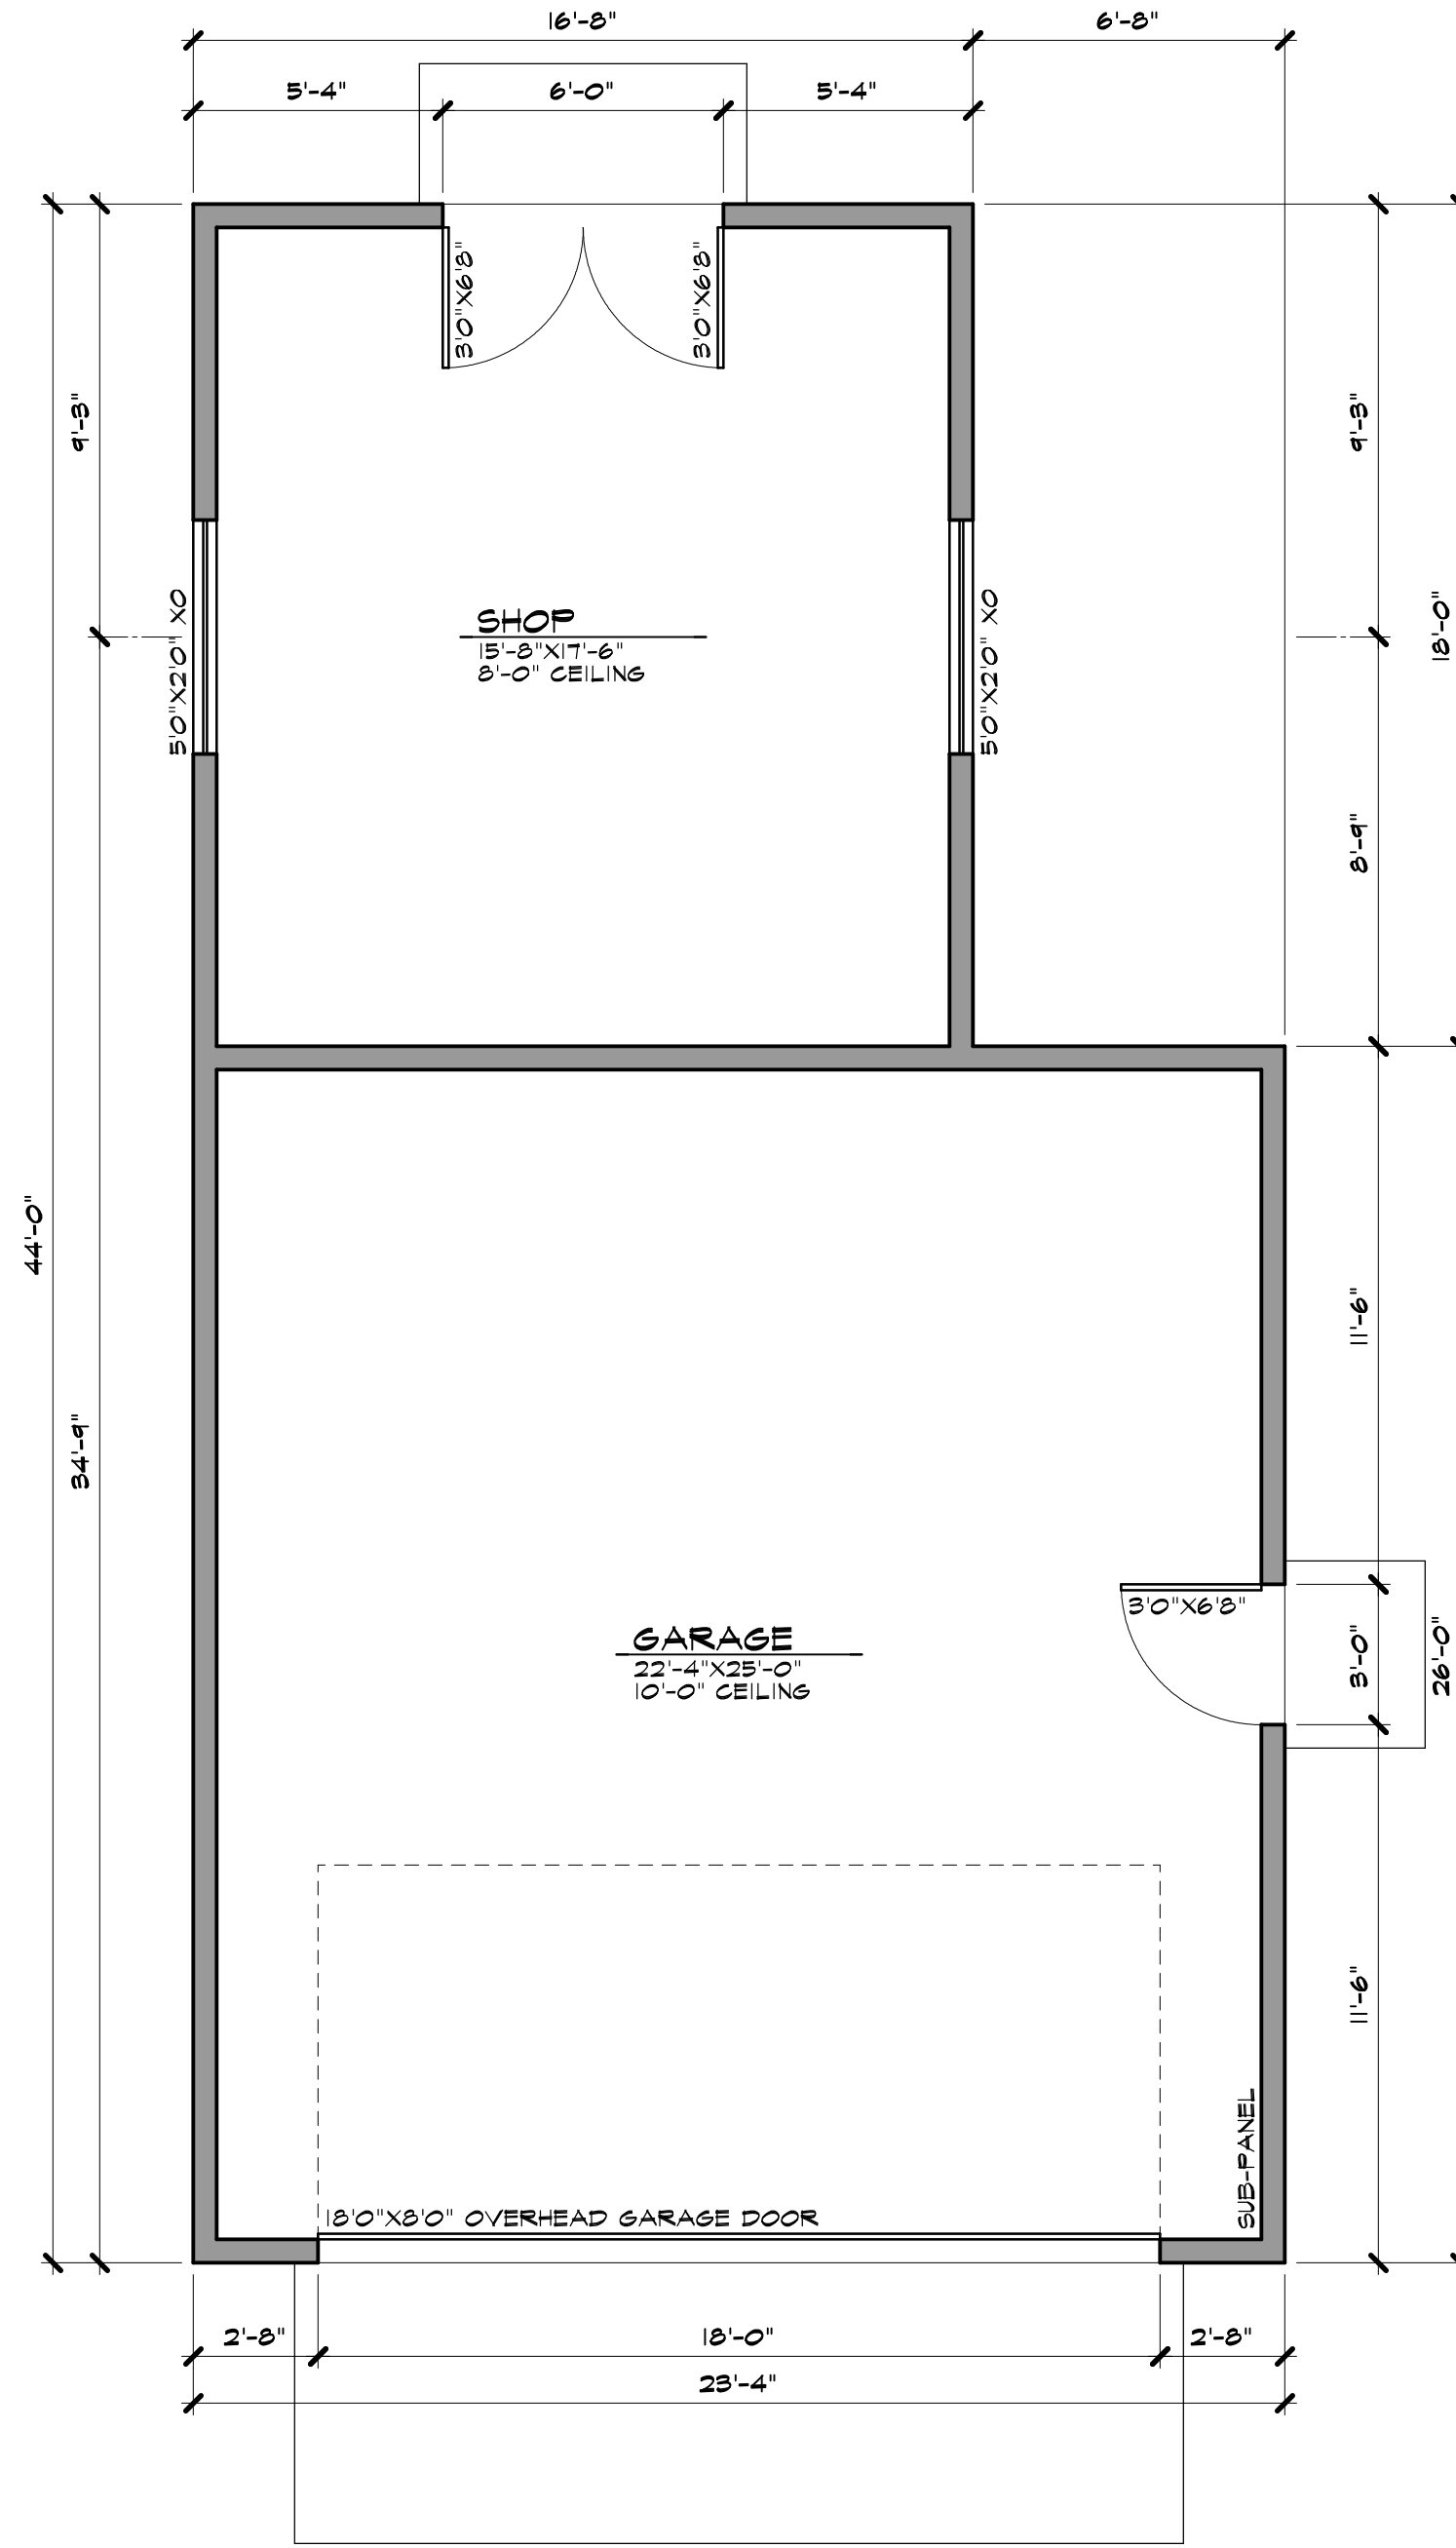 16'-8"
6'-8"
5'-4"
6'-0"
5'-4"
3'0"X6'8"
3'0"X6'8"
9'-3"
9'-3"
5'0"X2'0" XO
SHOP
15'-8"X17'-6"
8'-0" CEILING
5'0"X2'0" XO
18'-0"
8'-9"
44'-0"
11'-6"
34'-9"
3'0"X6'8"
GARAGE
22'-4"X25'-0"
10'-0" CEILING
3'-0"
26'-0"
11'-6"
SUB-PANEL
18'0"X8'0" OVERHEAD GARAGE DOOR
2'-8"
18'-0"
2'-8"
23'-4"